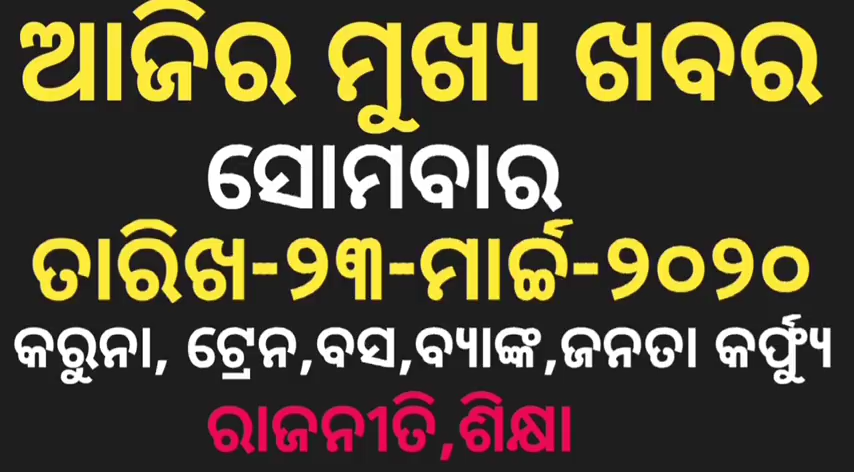 ଆଜିର ମୁଖ୍ୟ ଖବର
ସୋମବାର
ତାରିଖ-୨୩-ମାର୍ଚ୍ଚ-୨୦୨୦
କରୁନା, ଟ୍ରେନ,ବସ,ବ୍ୟାଙ୍କ,ଜନତା କର୍ଫ୍ୟୁ
ରାଜନୀତି,ଶିକ୍ଷା